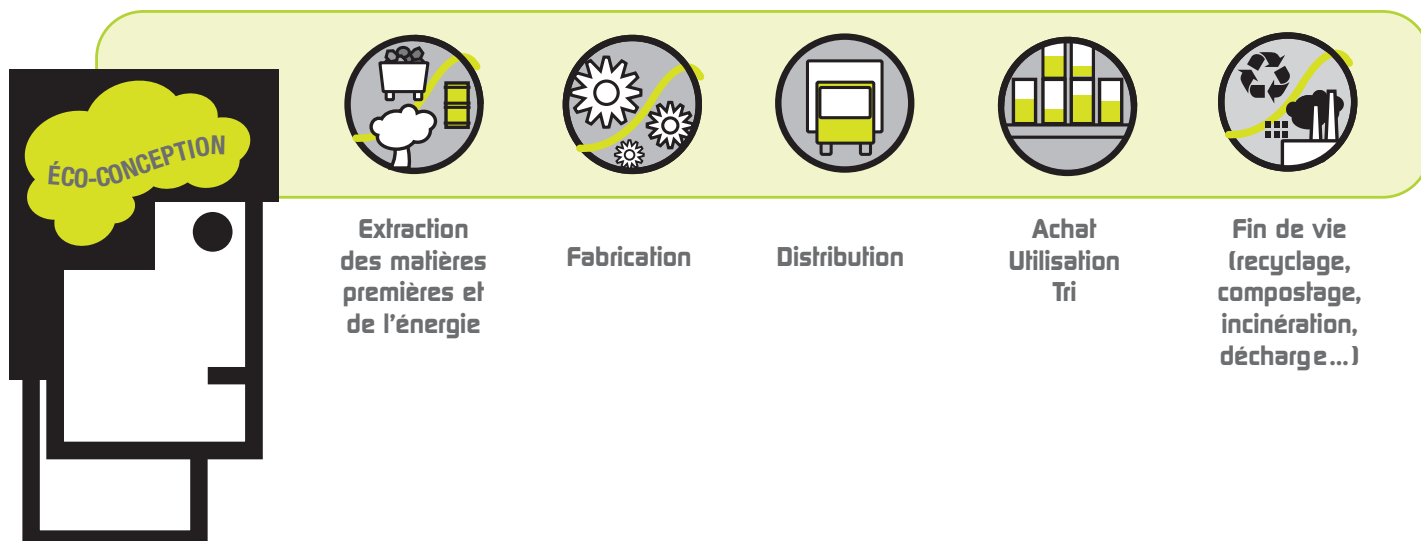 ÉCO-CONCEPTION
Extraction
des matières
premières et
de l'énergie
Fabrication
Distribution
Achat
Utilisation
Tri
Fin de vie
(recyclage,
compostage,
incinération,
décharge...)